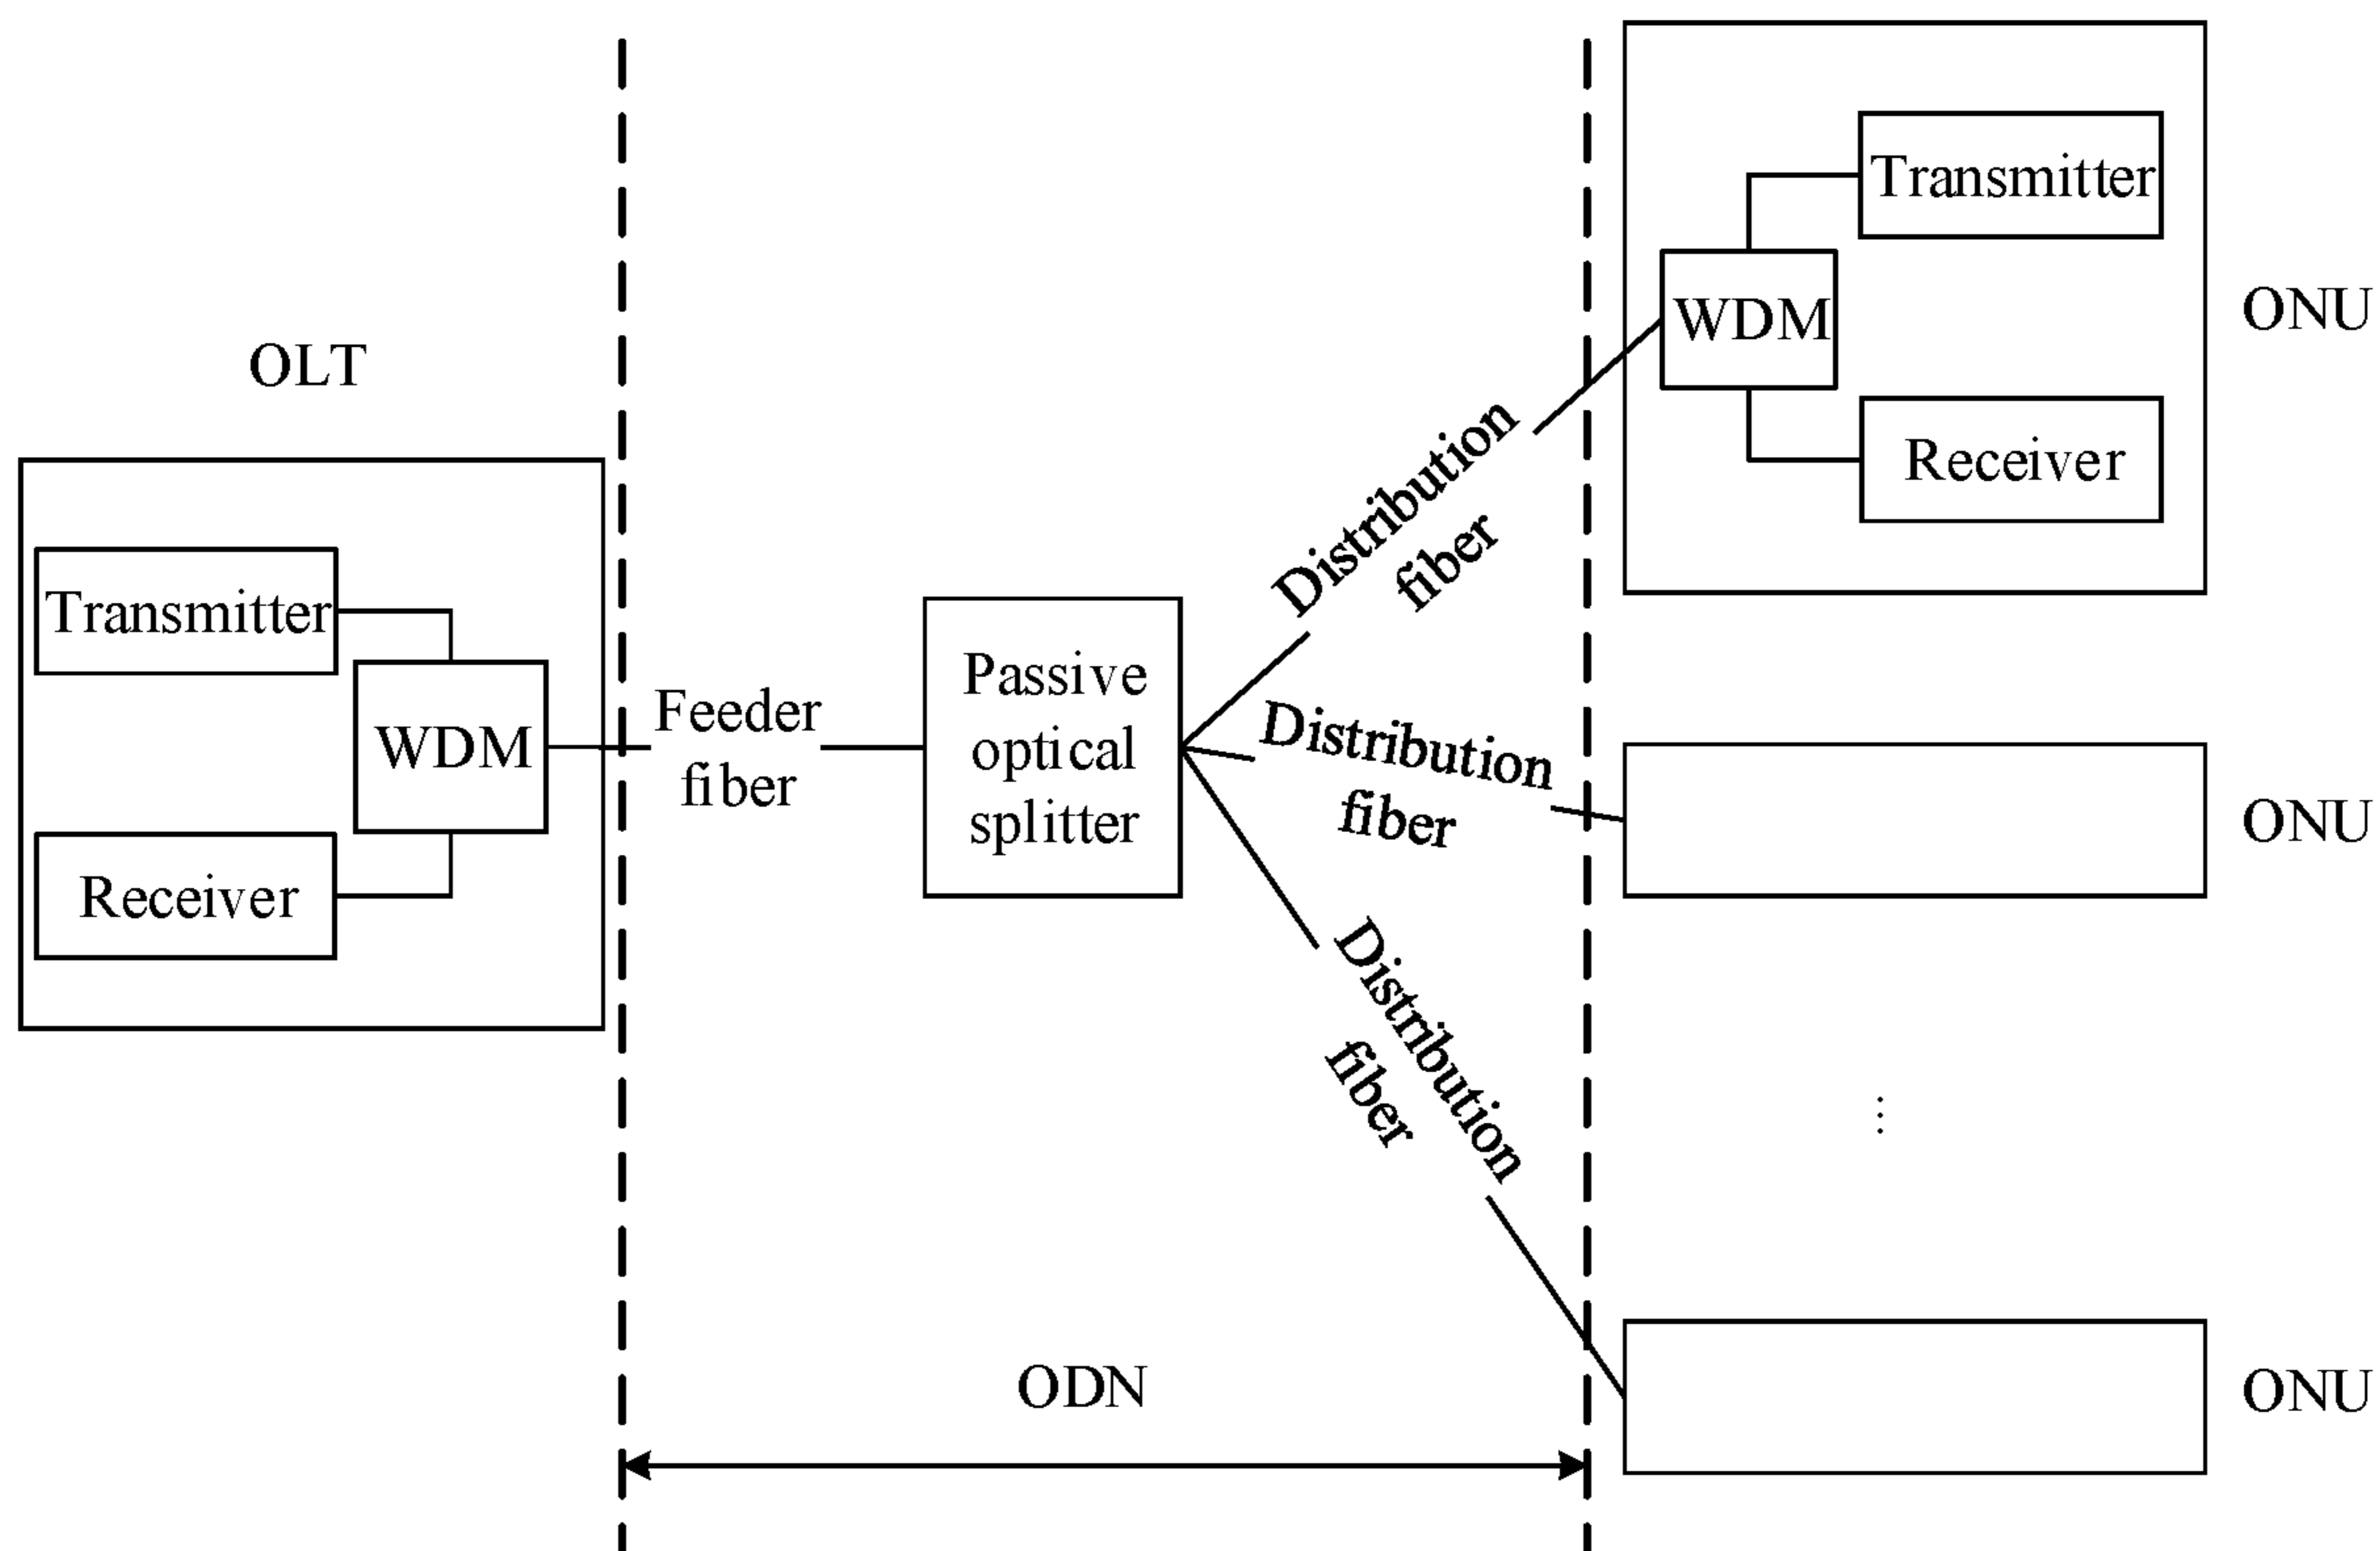 OLT
Transmitter
WDM
Receiver
Feeder
fiber
Passive
optical
splitter
Distribution
fiber
Distribution
fiber
Distribution
fiber
ODN
Transmitter
WDM
Receiver
ONU
ONU
⋮
ONU